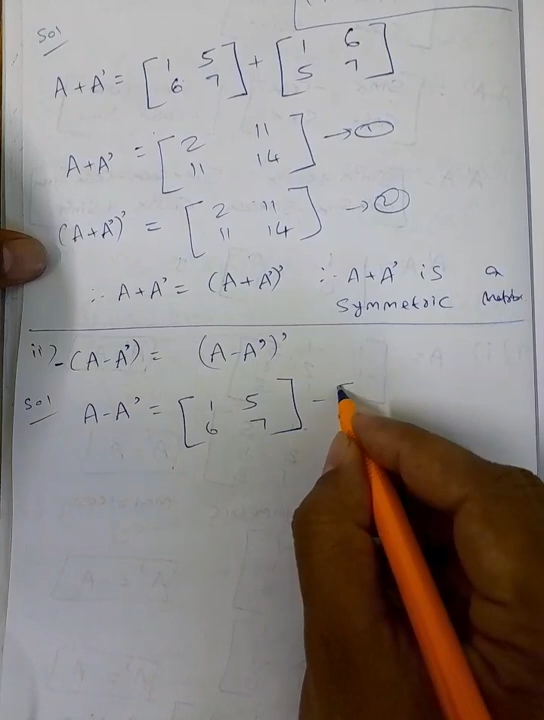 Sol
A + A' = [ 1 5 ] + [ 1 6 ]
[ 6 7 ] [ 5 7 ]
A+A' = [ 2 11 ] → ①
[ 11 14 ]
(A+A')' = [ 2 11 ] → ②
[ 11 14 ]
∴ A+A' = (A+A')' ∴ A+A' is a
Symmetric Matrix
ii) -(A-A') = (A-A')'
Sol
A-A' = [ 1 5 ] -
[ 6 7 ]